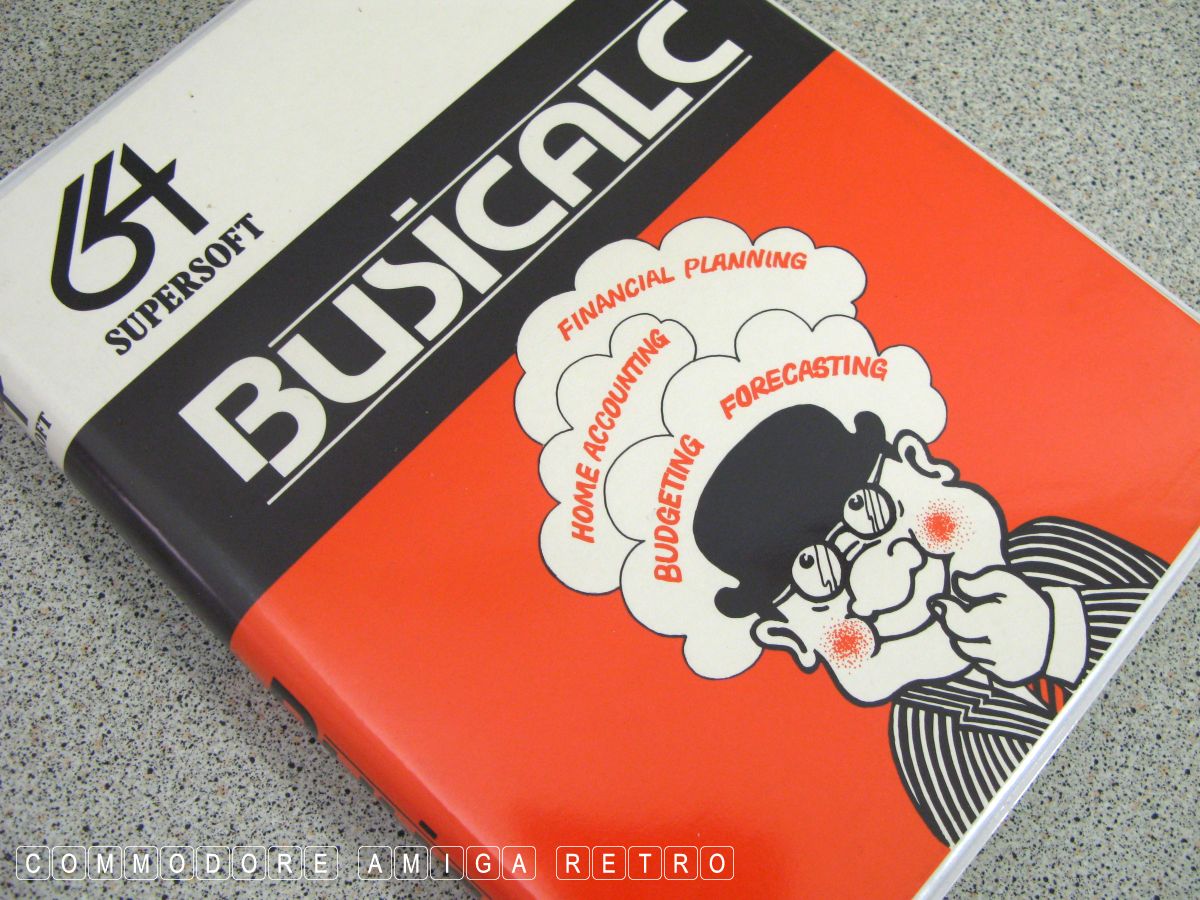 64
SUPERSOFT
BUSiCALC
FINANCIAL PLANNING
HOME ACCOUNTING
FORECASTING
BUDGETING
COMMODORE AMIGA RETRO